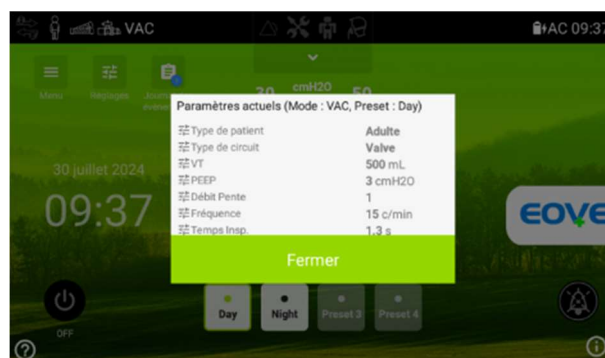 VAC
AC 09:37
Menu
Réglages
30 cmH2O 50
Paramètres actuels (Mode : VAC, Preset : Day)
Type de patient Adulte
Type de circuit Valve
VT 500 mL
PEEP 3 cmH2O
Débit Pente 1
Fréquence 15 c/min
Temps Insp. 1.3 s
30 juillet 2024
09:37
EOVE
Fermer
Day
Night
Preset 3
Preset 4
OFF